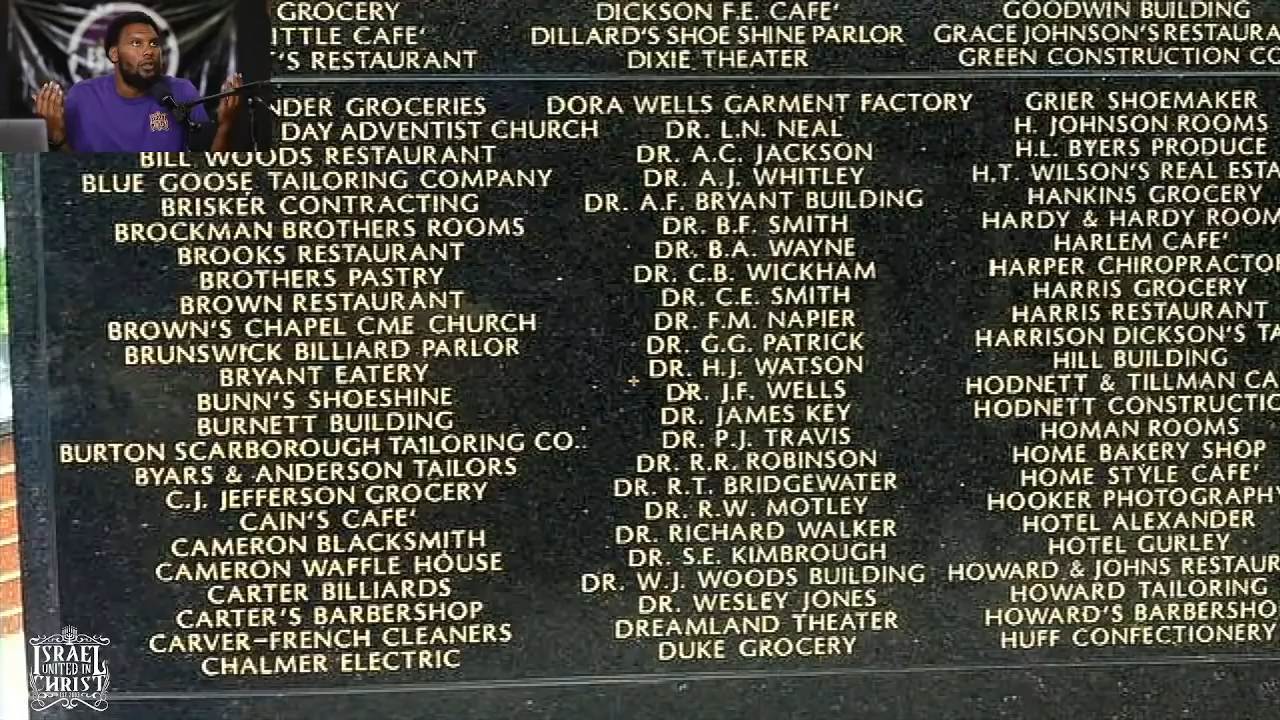 GROCERY
ITTLE CAFE'
'S RESTAURANT
NDER GROCERIES
DAY ADVENTIST CHURCH
BILL WOODS RESTAURANT
BLUE GOOSE TAILORING COMPANY
BRISKER CONTRACTING
BROCKMAN BROTHERS ROOMS
BROOKS RESTAURANT
BROTHERS PASTRY
BROWN RESTAURANT
BROWN'S CHAPEL CME CHURCH
BRUNSWICK BILLIARD PARLOR
BRYANT EATERY
BUNN'S SHOESHINE
BURNETT BUILDING
BURTON SCARBOROUGH TAILORING CO..
BYARS & ANDERSON TAILORS
C.J. JEFFERSON GROCERY
CAIN'S CAFE'
CAMERON BLACKSMITH
CAMERON WAFFLE HOUSE
CARTER BILLIARDS
CARTER'S BARBERSHOP
CARVER-FRENCH CLEANERS
CHALMER ELECTRIC
DICKSON F.E. CAFE'
DILLARD'S SHOE SHINE PARLOR
DIXIE THEATER
DORA WELLS GARMENT FACTORY
DR. L.N. NEAL
DR. A.C. JACKSON
DR. A.J. WHITLEY
DR. A.F. BRYANT BUILDING
DR. B.F. SMITH
DR. B.A. WAYNE
DR. C.B. WICKHAM
DR. C.E. SMITH
DR. F.M. NAPIER
DR. G.G. PATRICK
DR. H.J. WATSON
DR. J.F. WELLS
DR. JAMES KEY
DR. P.J. TRAVIS
DR. R.R. ROBINSON
DR. R.T. BRIDGEWATER
DR. R.W. MOTLEY
DR. RICHARD WALKER
DR. S.E. KIMBROUGH
DR. W.J. WOODS BUILDING
DR. WESLEY JONES
DREAMLAND THEATER
DUKE GROCERY
GOODWIN BUILDING
GRACE JOHNSON'S RESTAURA
GREEN CONSTRUCTION CO
GRIER SHOEMAKER
H. JOHNSON ROOMS
H.L. BYERS PRODUCE
H.T. WILSON'S REAL ESTA
HANKINS GROCERY
HARDY & HARDY ROOM
HARLEM CAFE'
HARPER CHIROPRACTOR
HARRIS GROCERY
HARRIS RESTAURANT
HARRISON DICKSON'S TA
HILL BUILDING
HODNETT & TILLMAN CA
HODNETT CONSTRUCTIO
HOMAN ROOMS
HOME BAKERY SHOP
HOME STYLE CAFE'
HOOKER PHOTOGRAPHY
HOTEL ALEXANDER
HOTEL GURLEY
HOWARD & JOHNS RESTAUR
HOWARD TAILORING
HOWARD'S BARBERSHO
HUFF CONFECTIONERY
ISRAEL
UNITED IN
CHRIST